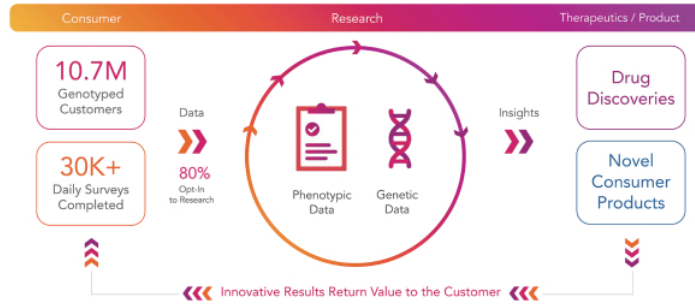 Consumer
Research
Therapeutics / Product
10.7M
Genotyped
Customers
30K+
Daily Surveys
Completed
Data
80%
Opt-In
to Research
Phenotypic
Data
Genetic
Data
Insights
Drug
Discoveries
Novel
Consumer
Products
Innovative Results Return Value to the Customer